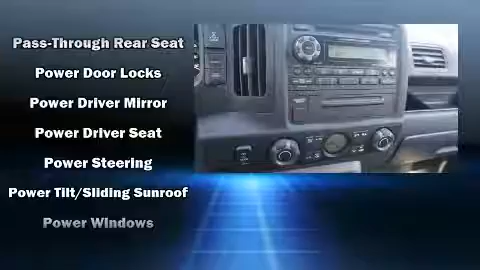 Pass-Through Rear Seat
Power Door Locks
Power Driver Mirror
Power Driver Seat
Power Steering
Power Tilt/Sliding Sunroof
Power Windows